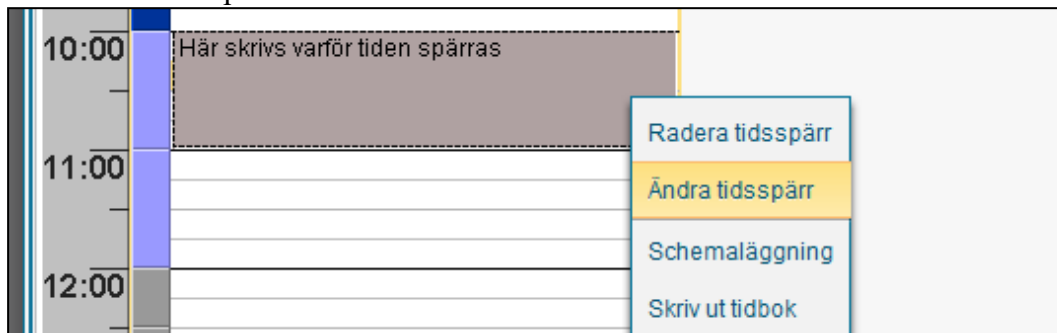 10:00
Här skrivs varför tiden spärras
Radera tidsspärr
11:00
Ändra tidsspärr
Schemaläggning
12:00
Skriv ut tidbok